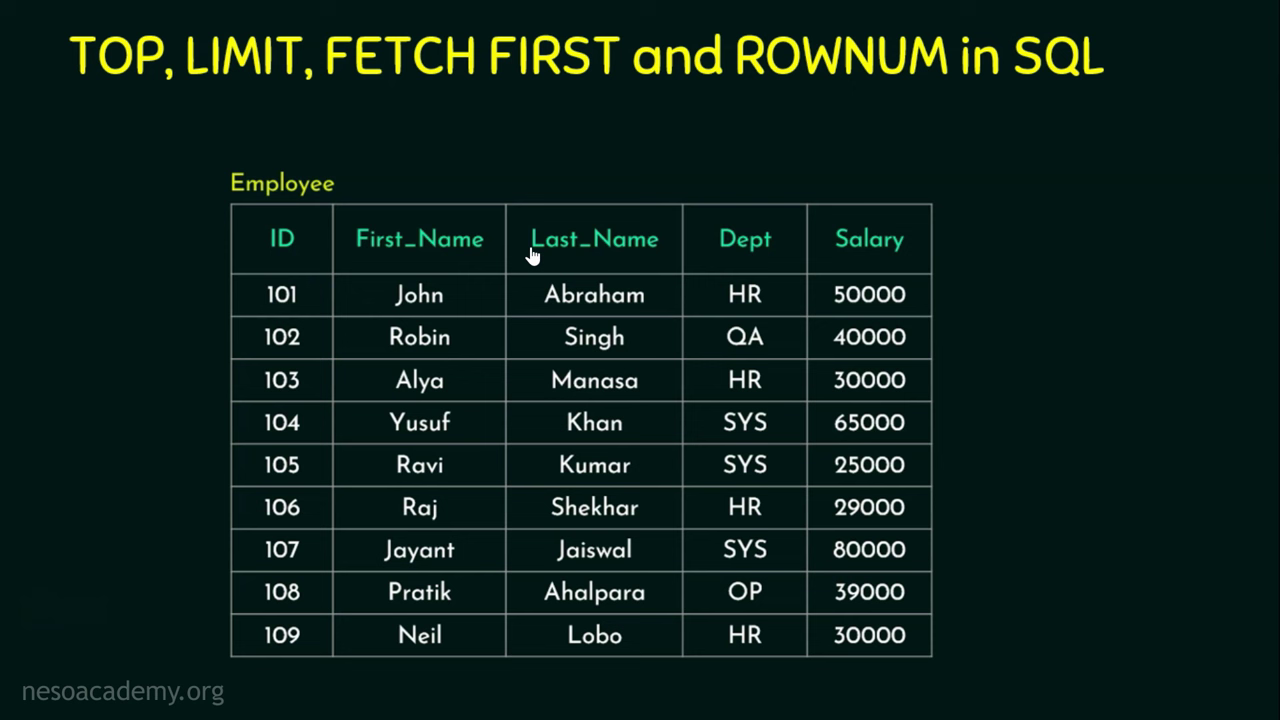 TOP, LIMIT, FETCH FIRST and ROWNUM in SQL
Employee
ID First_Name Last_Name Dept Salary
101 John Abraham HR 50000
102 Robin Singh QA 40000
103 Alya Manasa HR 30000
104 Yusuf Khan SYS 65000
105 Ravi Kumar SYS 25000
106 Raj Shekhar HR 29000
107 Jayant Jaiswal SYS 80000
108 Pratik Ahalpara OP 39000
109 Neil Lobo HR 30000
nesoacademy.org